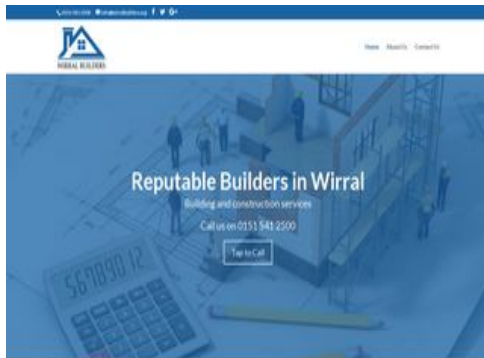 WIRRAL BUILDERS
Home About Us Contact Us
Reputable Builders in Wirral
Building and construction services
Call us on 0151 541 2500
Tap to Call
56789012